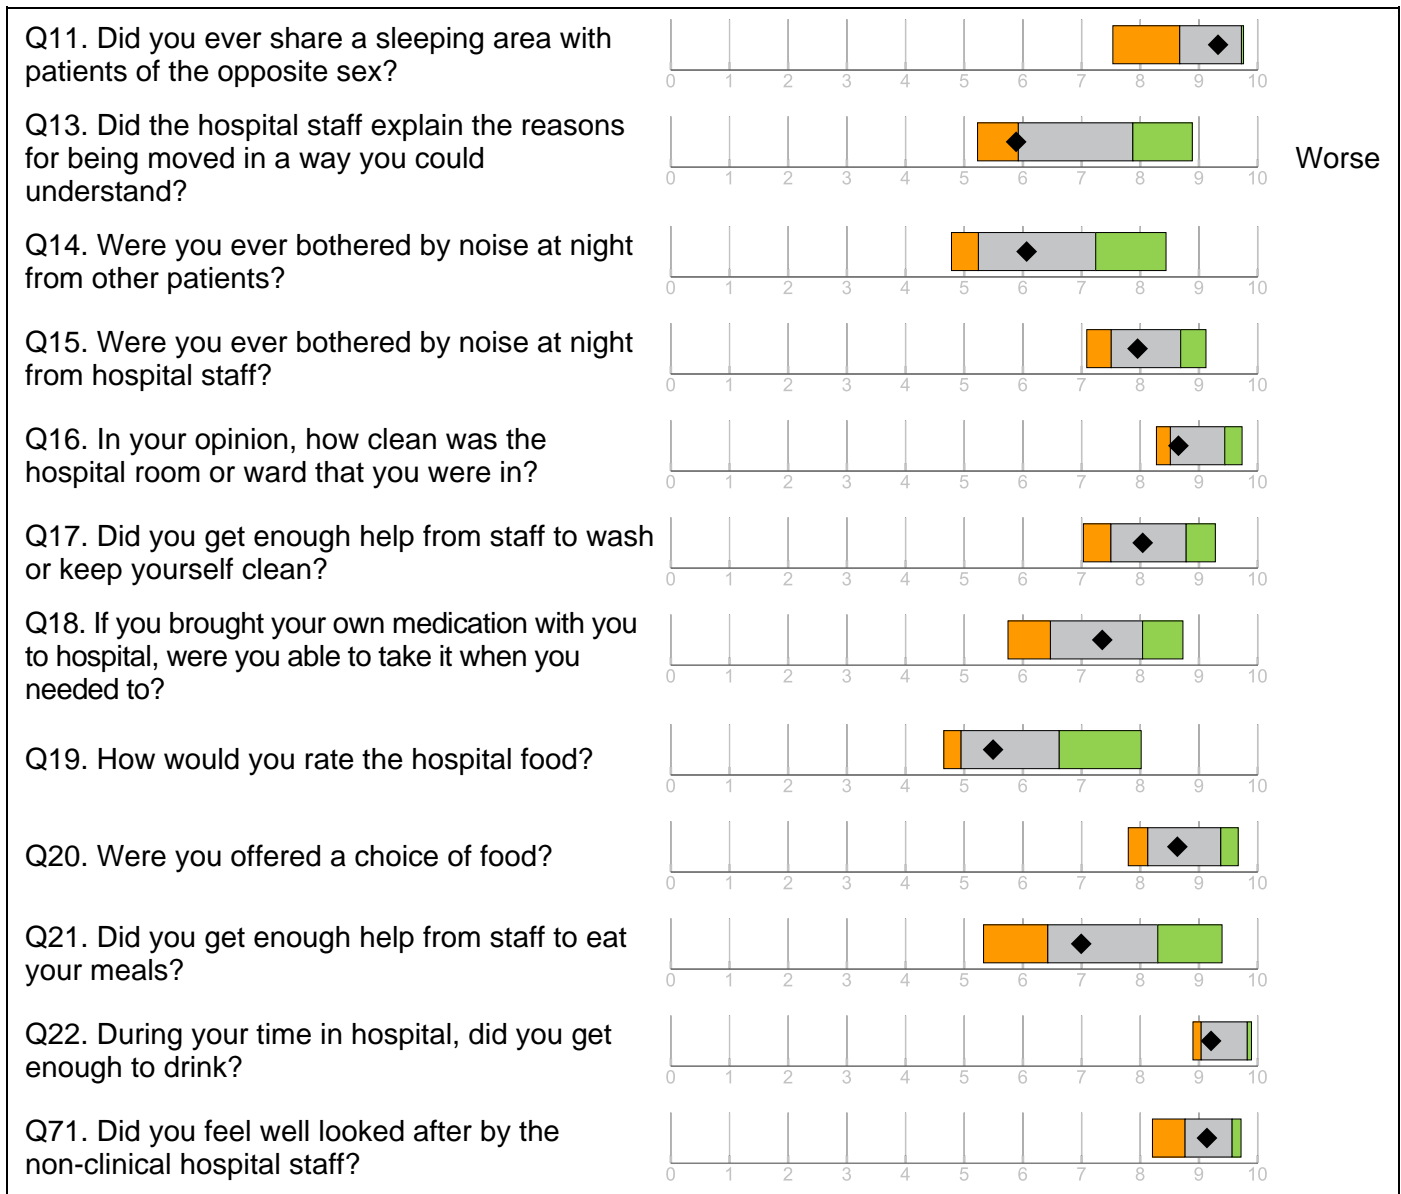 Q11. Did you ever share a sleeping area with
patients of the opposite sex?
0 1 2 3 4 5 6 7 8 9 10
Q13. Did the hospital staff explain the reasons
for being moved in a way you could
understand?
0 1 2 3 4 5 6 7 8 9 10
Worse
Q14. Were you ever bothered by noise at night
from other patients?
0 1 2 3 4 5 6 7 8 9 10
Q15. Were you ever bothered by noise at night
from hospital staff?
0 1 2 3 4 5 6 7 8 9 10
Q16. In your opinion, how clean was the
hospital room or ward that you were in?
0 1 2 3 4 5 6 7 8 9 10
Q17. Did you get enough help from staff to wash
or keep yourself clean?
0 1 2 3 4 5 6 7 8 9 10
Q18. If you brought your own medication with you
to hospital, were you able to take it when you
needed to?
0 1 2 3 4 5 6 7 8 9 10
Q19. How would you rate the hospital food?
0 1 2 3 4 5 6 7 8 9 10
Q20. Were you offered a choice of food?
0 1 2 3 4 5 6 7 8 9 10
Q21. Did you get enough help from staff to eat
your meals?
0 1 2 3 4 5 6 7 8 9 10
Q22. During your time in hospital, did you get
enough to drink?
0 1 2 3 4 5 6 7 8 9 10
Q71. Did you feel well looked after by the
non-clinical hospital staff?
0 1 2 3 4 5 6 7 8 9 10